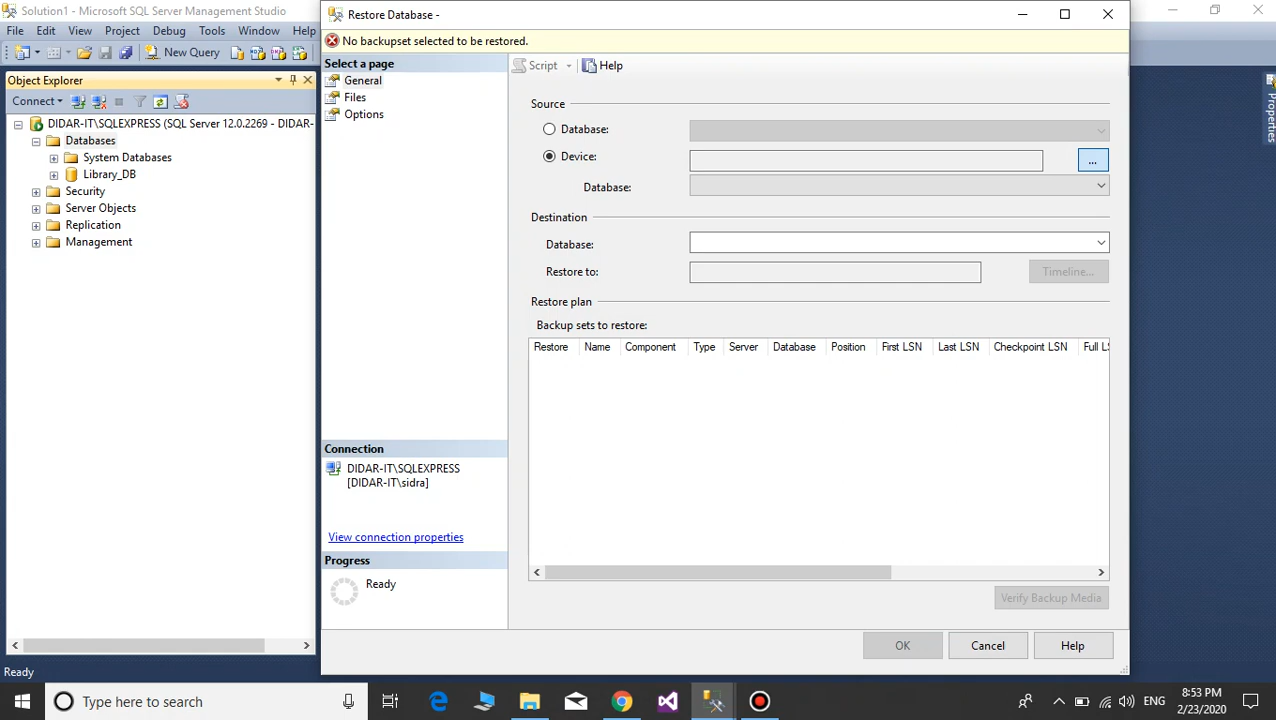 Solution1 - Microsoft SQL Server Management Studio
File Edit View Project Debug Tools Window Help
New Query
Object Explorer
Connect
DIDAR-IT\SQLEXPRESS (SQL Server 12.0.2269 - DIDAR-
Databases
System Databases
Library_DB
Security
Server Objects
Replication
Management
Ready
Restore Database -
No backupset selected to be restored.
Select a page
General
Files
Options
Connection
DIDAR-IT\SQLEXPRESS
[DIDAR-IT\sidra]
View connection properties
Progress
Ready
Script Help
Source
Database:
Device: ...
Database:
Destination
Database:
Restore to: Timeline...
Restore plan
Backup sets to restore:
Restore Name Component Type Server Database Position First LSN Last LSN Checkpoint LSN Full LS
Verify Backup Media
OK Cancel Help
Properties
Type here to search
ENG
8:53 PM
2/23/2020